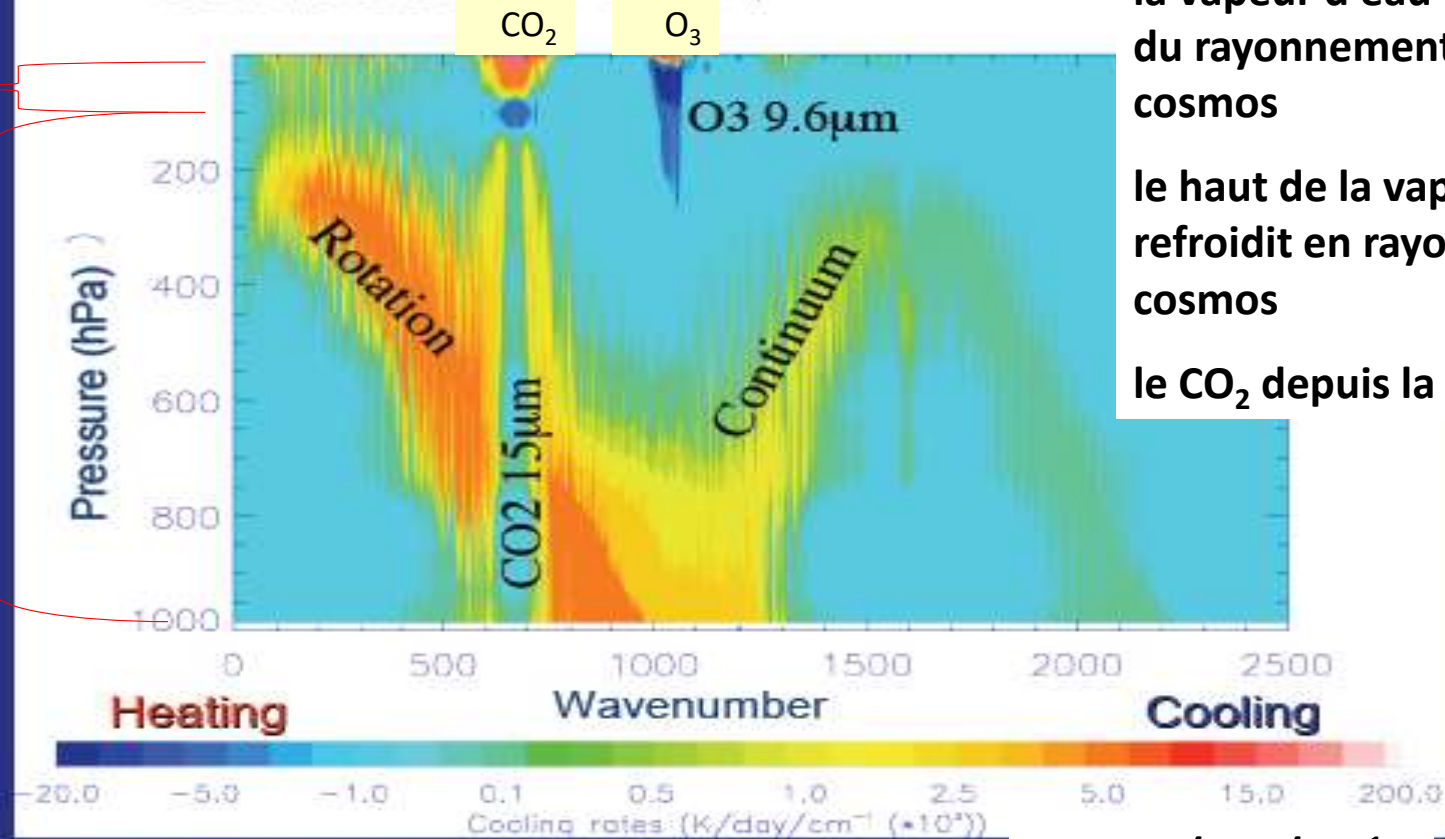 CO₂ O₃
la vapeur d'eau
du rayonnement
cosmos
le haut de la vap
refroidit en rayo
cosmos
le CO₂ depuis la
O3 9.6µm
Rotation
CO2 15µm
Continuum
Pressure (hPa)
200
400
600
800
1000
0 500 1000 1500 2000 2500
Heating Wavenumber Cooling
-20.0 -5.0 -1.0 0.1 0.5 1.0 2.5 5.0 15.0 200.0
Cooling rates (K/day/cm⁻¹